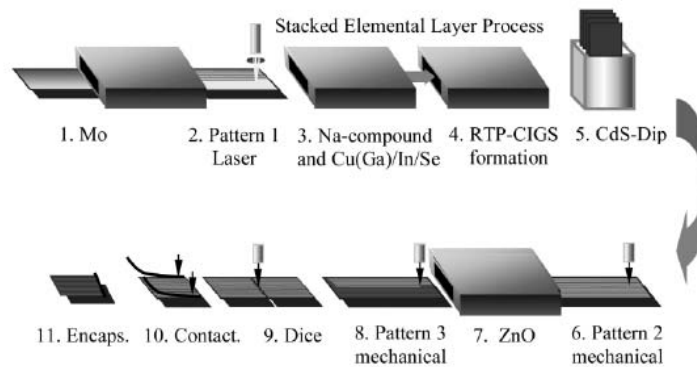 Stacked Elemental Layer Process
1. Mo
2. Pattern 1
Laser
3. Na-compound
and Cu(Ga)/In/Se
4. RTP-CIGS
formation
5. CdS-Dip
11. Encaps.
10. Contact.
9. Dice
8. Pattern 3
mechanical
7. ZnO
6. Pattern 2
mechanical